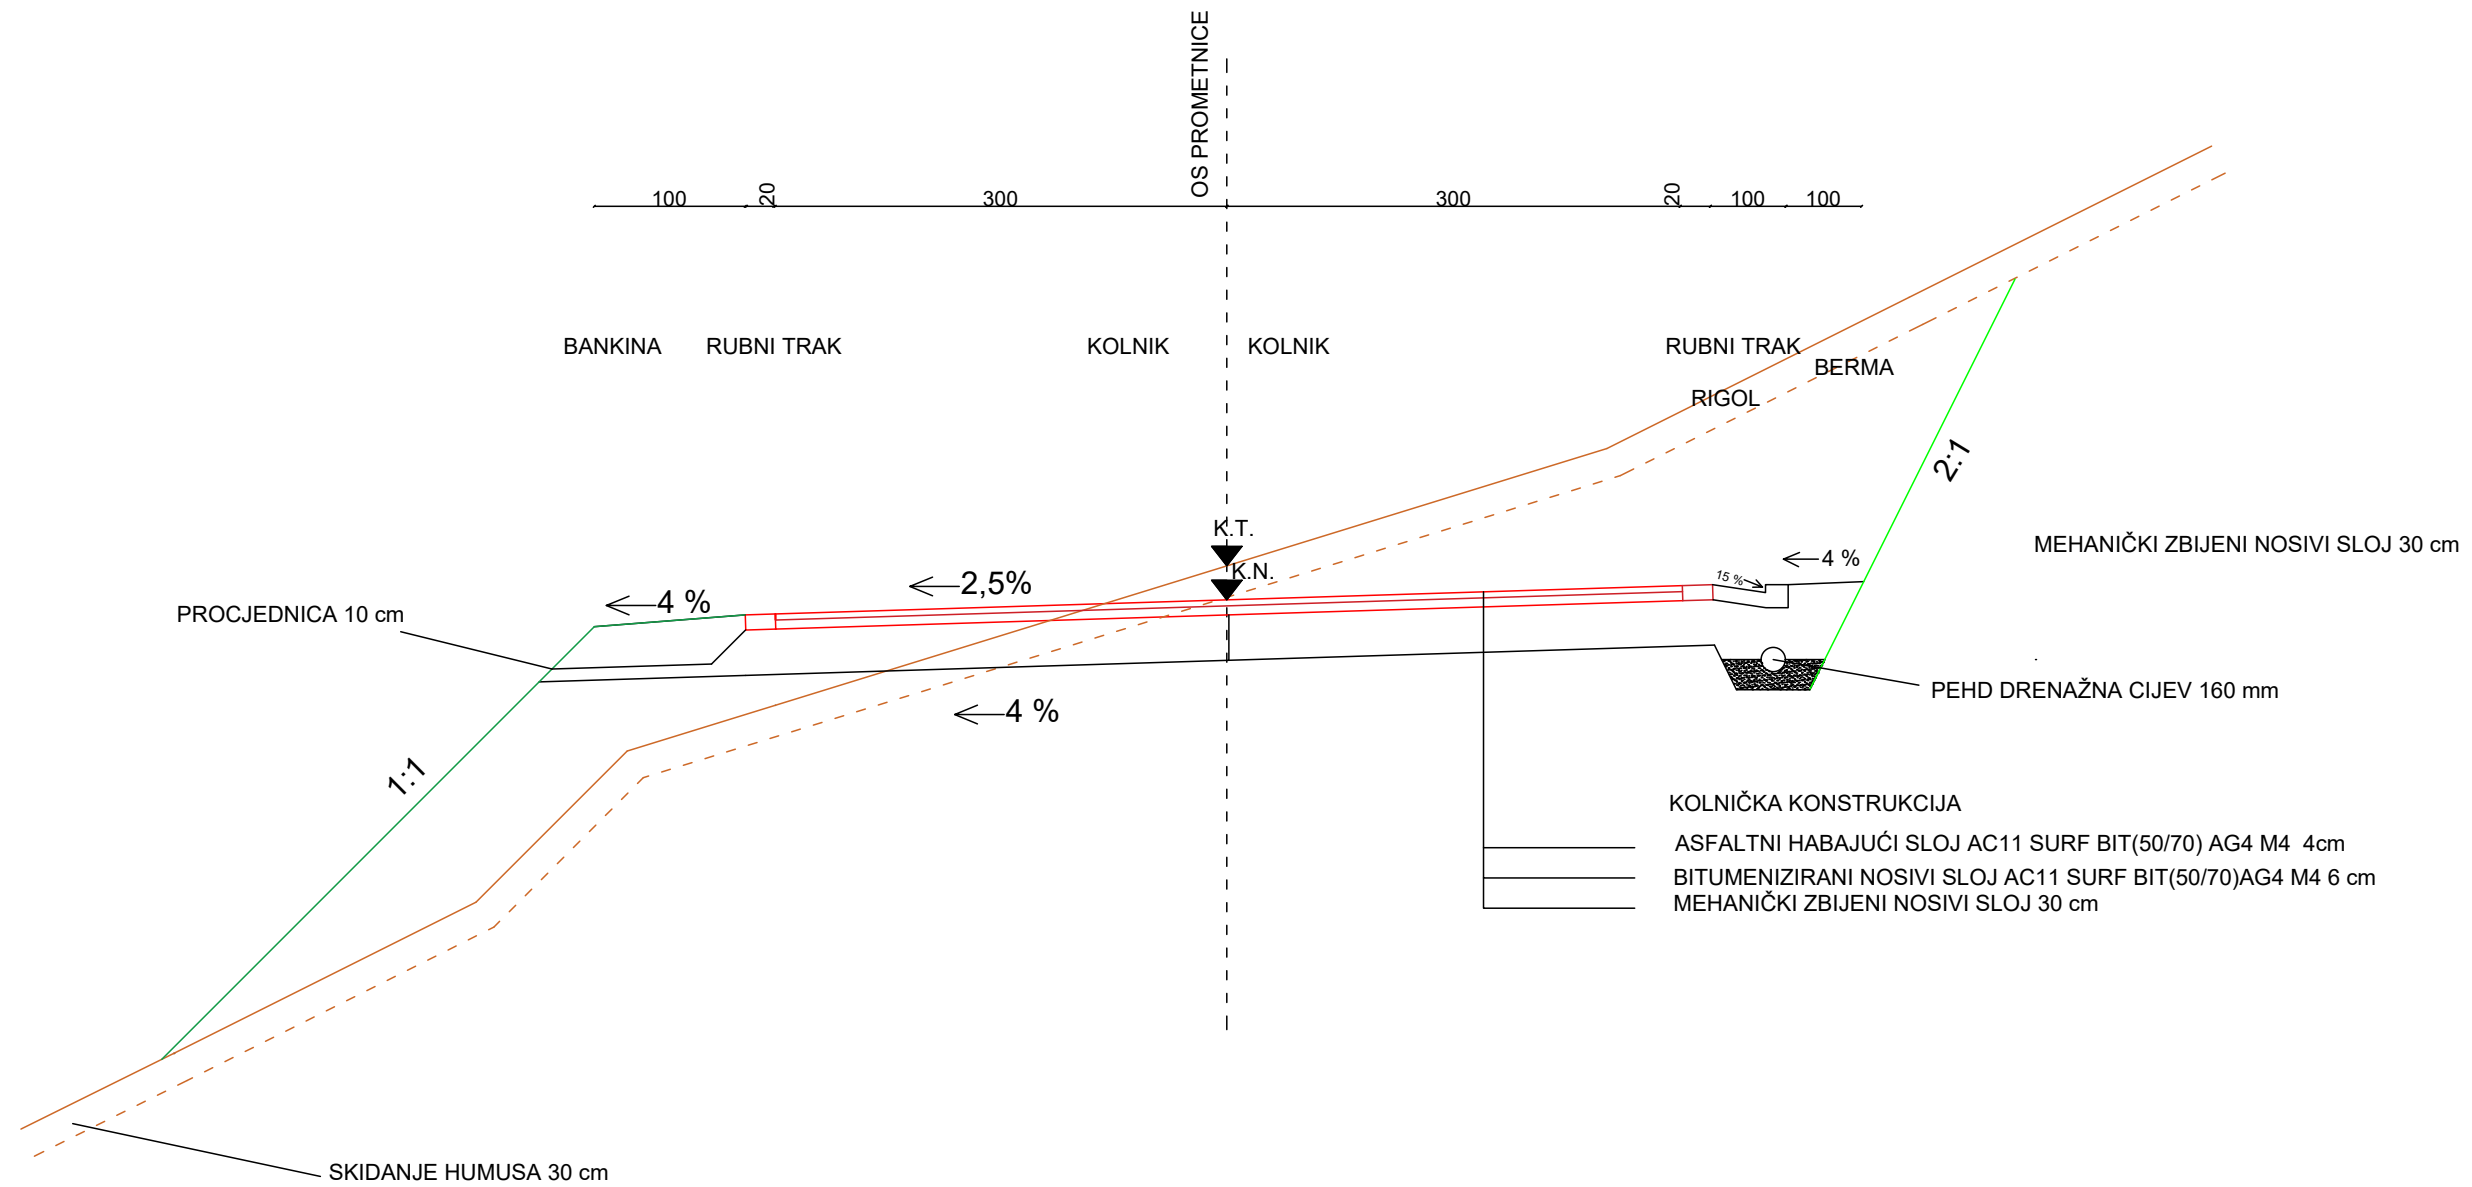 OS PROMETNICE
100
20
300
300
20
100
100
BANKINA
RUBNI TRAK
KOLNIK
KOLNIK
RUBNI TRAK
BERMA
RIGOL
2:1
K.T.
MEHANIČKI ZBIJENI NOSIVI SLOJ 30 cm
4 %
K.N.
15 %
2,5%
4 %
PROCJEDNICA 10 cm
PEHD DRENAŽNA CIJEV 160 mm
4 %
1:1
KOLNIČKA KONSTRUKCIJA
ASFALTNI HABAJUĆI SLOJ AC11 SURF BIT(50/70) AG4 M4 4cm
BITUMENIZIRANI NOSIVI SLOJ AC11 SURF BIT(50/70)AG4 M4 6 cm
MEHANIČKI ZBIJENI NOSIVI SLOJ 30 cm
SKIDANJE HUMUSA 30 cm